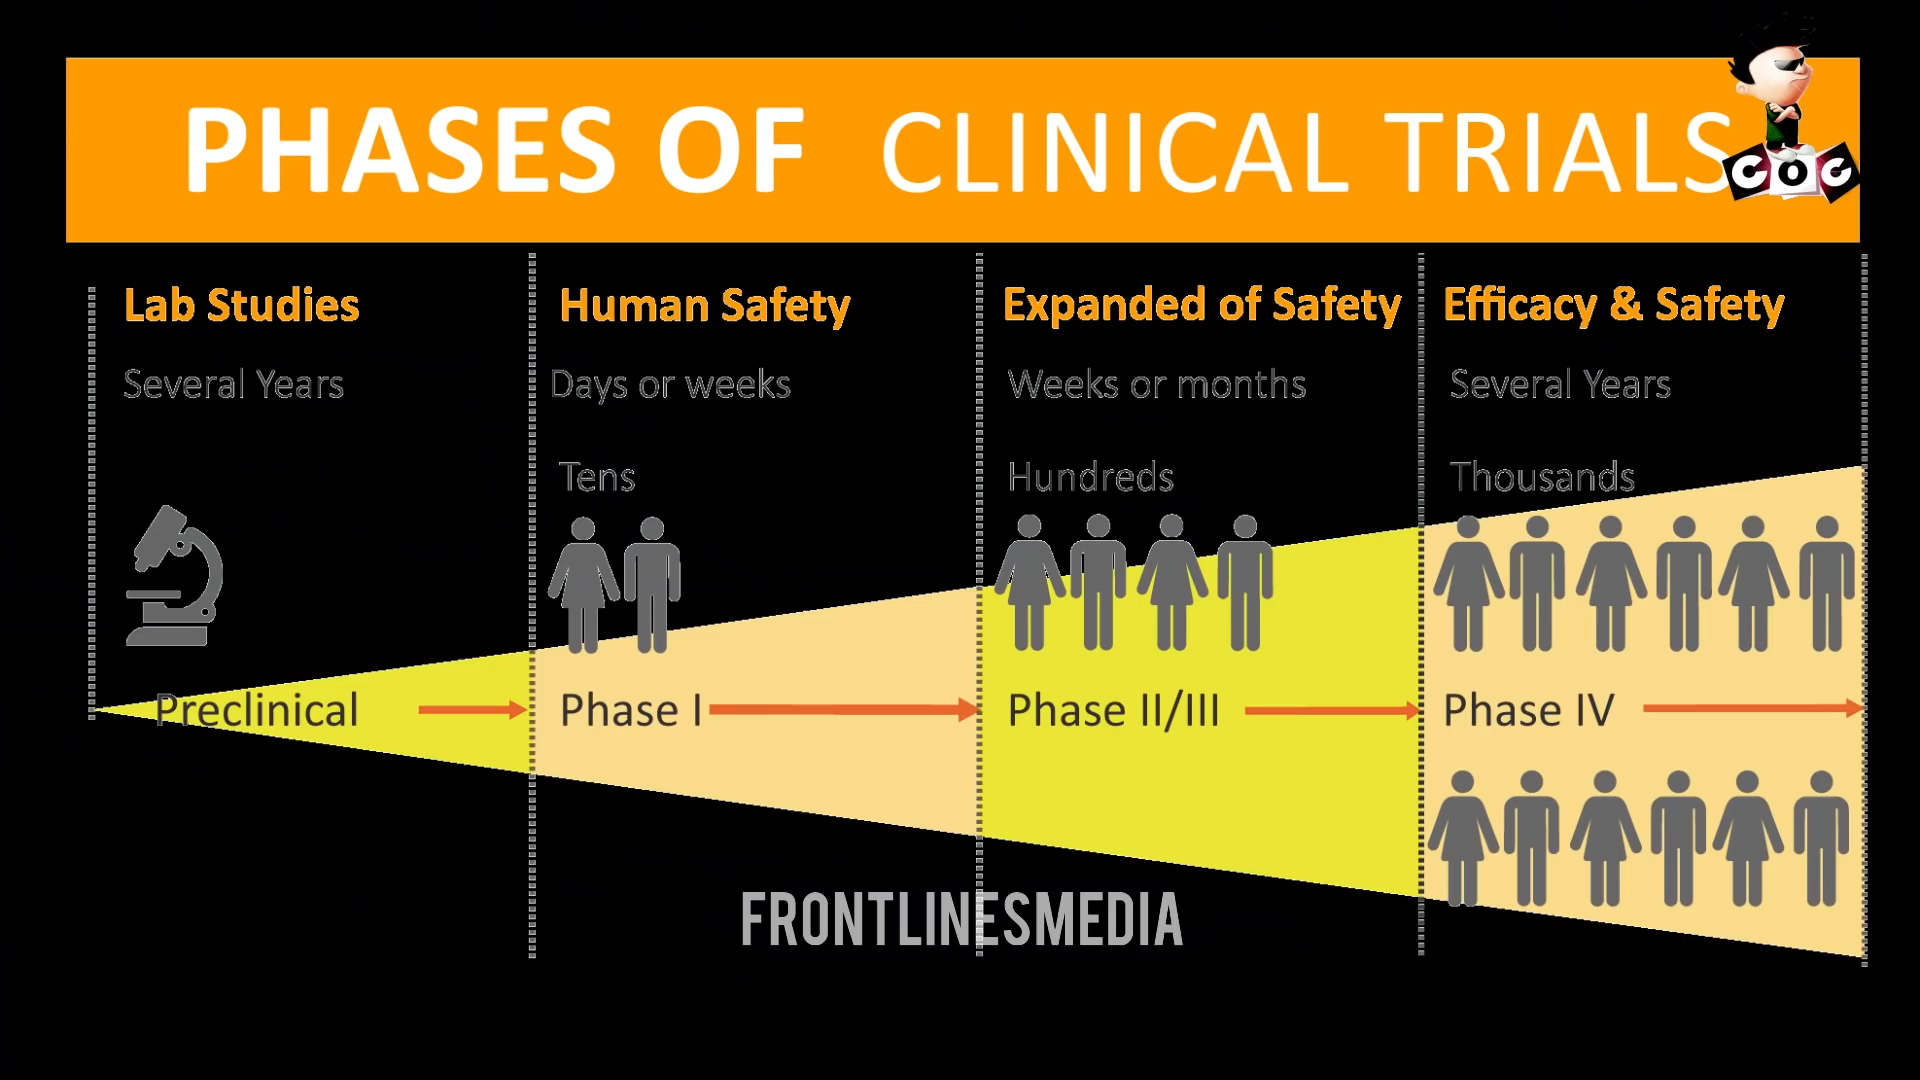 PHASES OF CLINICAL TRIALS
COC
Lab Studies
Several Years
Preclinical
Human Safety
Days or weeks
Tens
Phase I
Expanded of Safety
Weeks or months
Hundreds
Phase II/III
Efficacy & Safety
Several Years
Thousands
Phase IV
FRONTLINESMEDIA